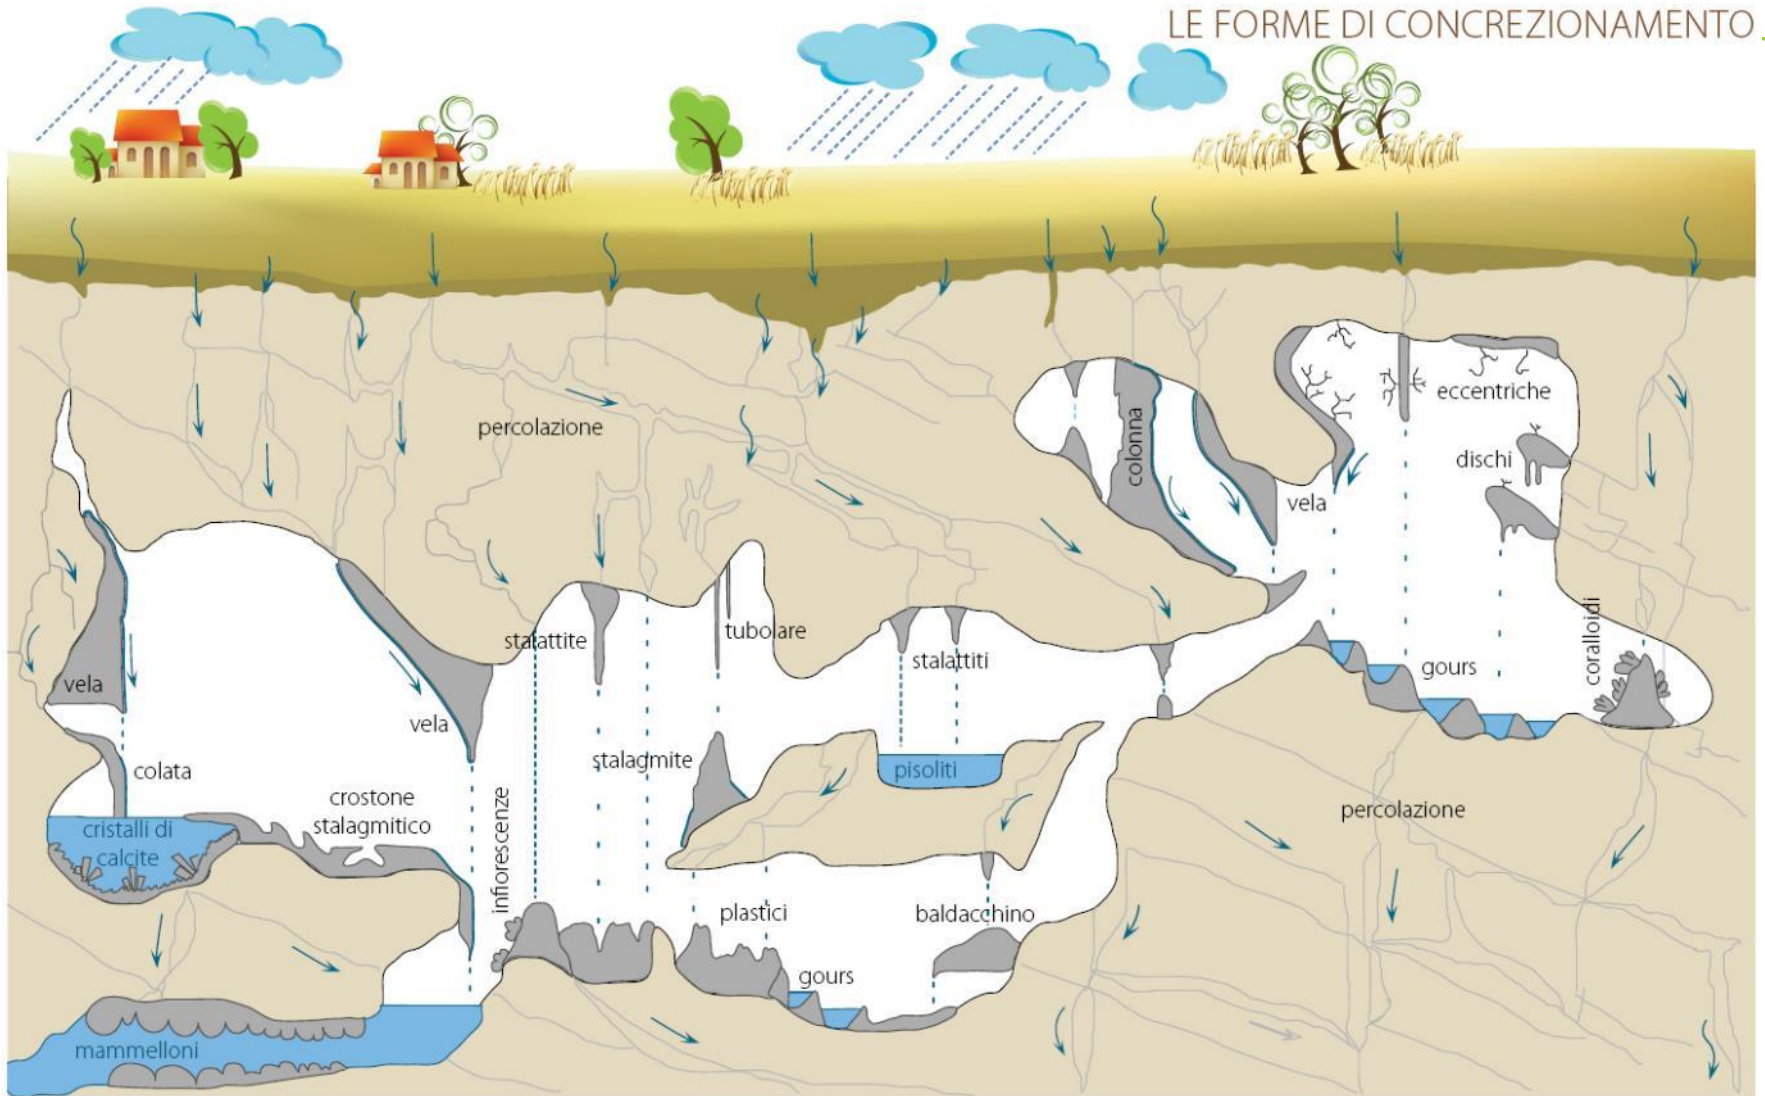 LE FORME DI CONCREZIONAMENTO
percolazione
colonna
eccentriche
dischi
vela
stalattite
tubolare
stalattiti
coralloidi
gours
vela
vela
colata
stalagmite
pisoliti
crostone
stalagmitico
infiorescenze
percolazione
cristalli di
calcite
plastici
baldacchino
gours
mammelloni